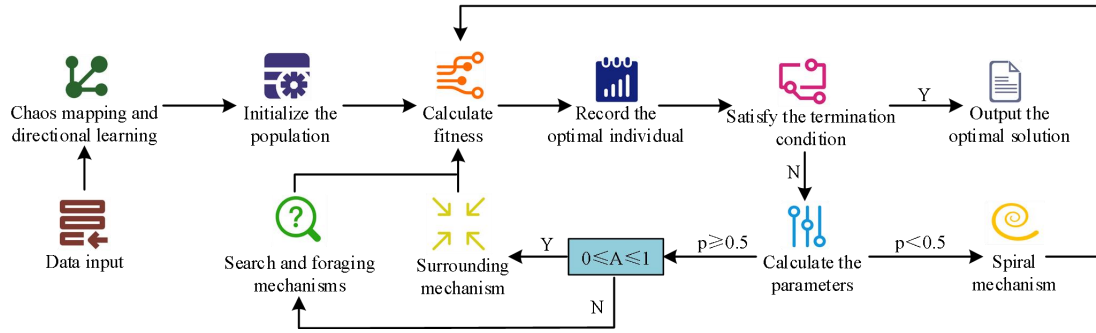 Chaos mapping and
directional learning
Initialize the
population
Calculate
fitness
Record the
optimal individual
Satisfy the termination
condition
Y
Output the
optimal solution
N
Data input
?
Search and foraging
mechanisms
Surrounding
mechanism
Y
0≤A≤1
N
p≥0.5
Calculate the
parameters
p<0.5
Spiral
mechanism